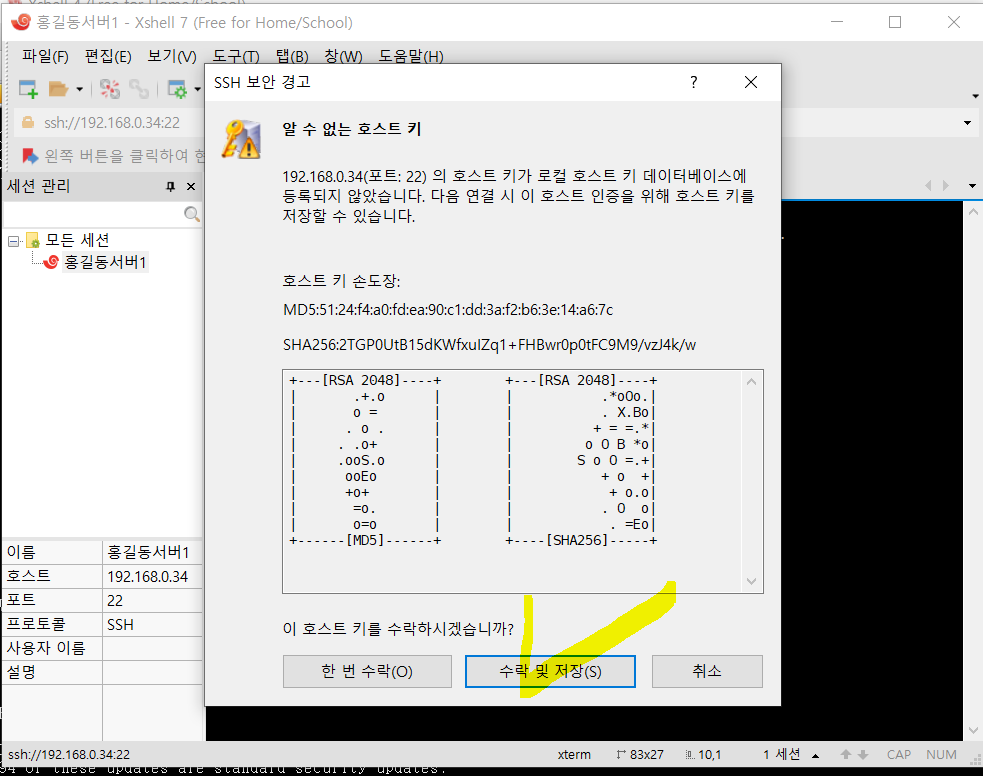 홍길동서버1 - Xshell 7 (Free for Home/School)
파일(F) 편집(E) 보기(V) 도구(T) 탭(B) 창(W) 도움말(H)
ssh://192.168.0.34:22
왼쪽 버튼을 클릭하여 현
세션 관리
모든 세션
홍길동서버1
SSH 보안 경고
?
알 수 없는 호스트 키
192.168.0.34(포트: 22) 의 호스트 키가 로컬 호스트 키 데이터베이스에
등록되지 않았습니다. 다음 연결 시 이 호스트 인증을 위해 호스트 키를
저장할 수 있습니다.
호스트 키 손도장:
MD5:51:24:f4:a0:fd:ea:90:c1:dd:3a:f2:b6:3e:14:a6:7c
SHA256:2TGP0UtB15dKWfxuIZq1+FHBwr0p0tFC9M9/vzJ4k/w
+---[RSA 2048]----+ +---[RSA 2048]----+
| .+.o | | .*oOo.|
| o = | | . X.Bo|
| . o . | | + = =.*|
| . .o+ | | o O B *o|
| .ooS.o | | S o O =.+|
| ooEo | | + o +|
| +o+ | | + o.o|
| =o. | | . O o|
| o=o | | . =Eo|
+------[MD5]------+ +----[SHA256]-----+
이 호스트 키를 수락하시겠습니까?
한 번 수락(O) 수락 및 저장(S) 취소
이름 홍길동서버1
호스트 192.168.0.34
포트 22
프로토콜 SSH
사용자 이름
설명
ssh://192.168.0.34:22 xterm 83x27 10,1 1 세션 CAP NUM
94 of these updates are standard security updates.